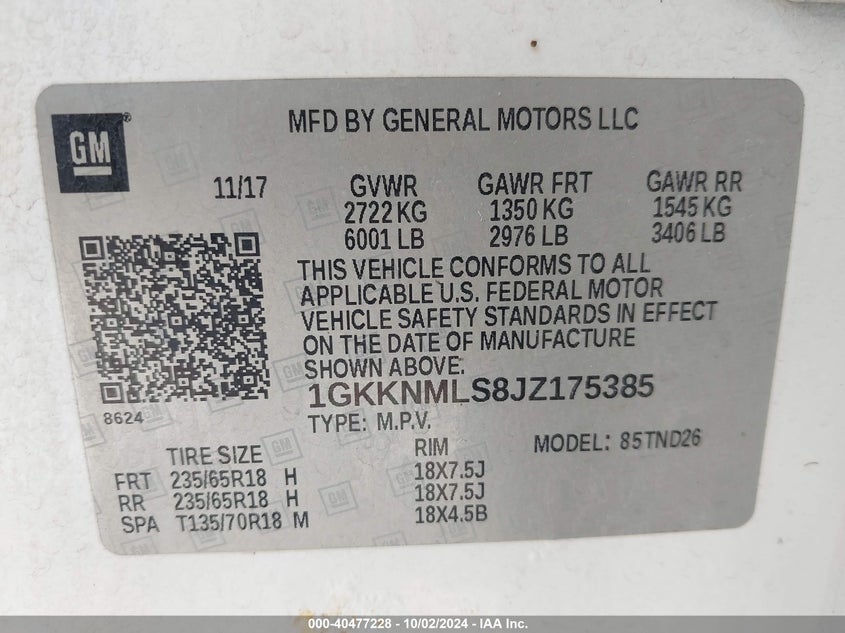 GM®
MFD BY GENERAL MOTORS LLC
11/17 GVWR GAWR FRT GAWR RR
2722 KG 1350 KG 1545 KG
6001 LB 2976 LB 3406 LB
THIS VEHICLE CONFORMS TO ALL
APPLICABLE U.S. FEDERAL MOTOR
VEHICLE SAFETY STANDARDS IN EFFECT
ON THE DATE OF MANUFACTURE
SHOWN ABOVE.
1GKKNMLS8JZ175385
8624
TYPE: M.P.V.
TIRE SIZE RIM MODEL: 85TND26
FRT 235/65R18 H 18X7.5J
RR 235/65R18 H 18X7.5J
SPA T135/70R18 M 18X4.5B
000-40477228 - 10/02/2024 - IAA Inc.